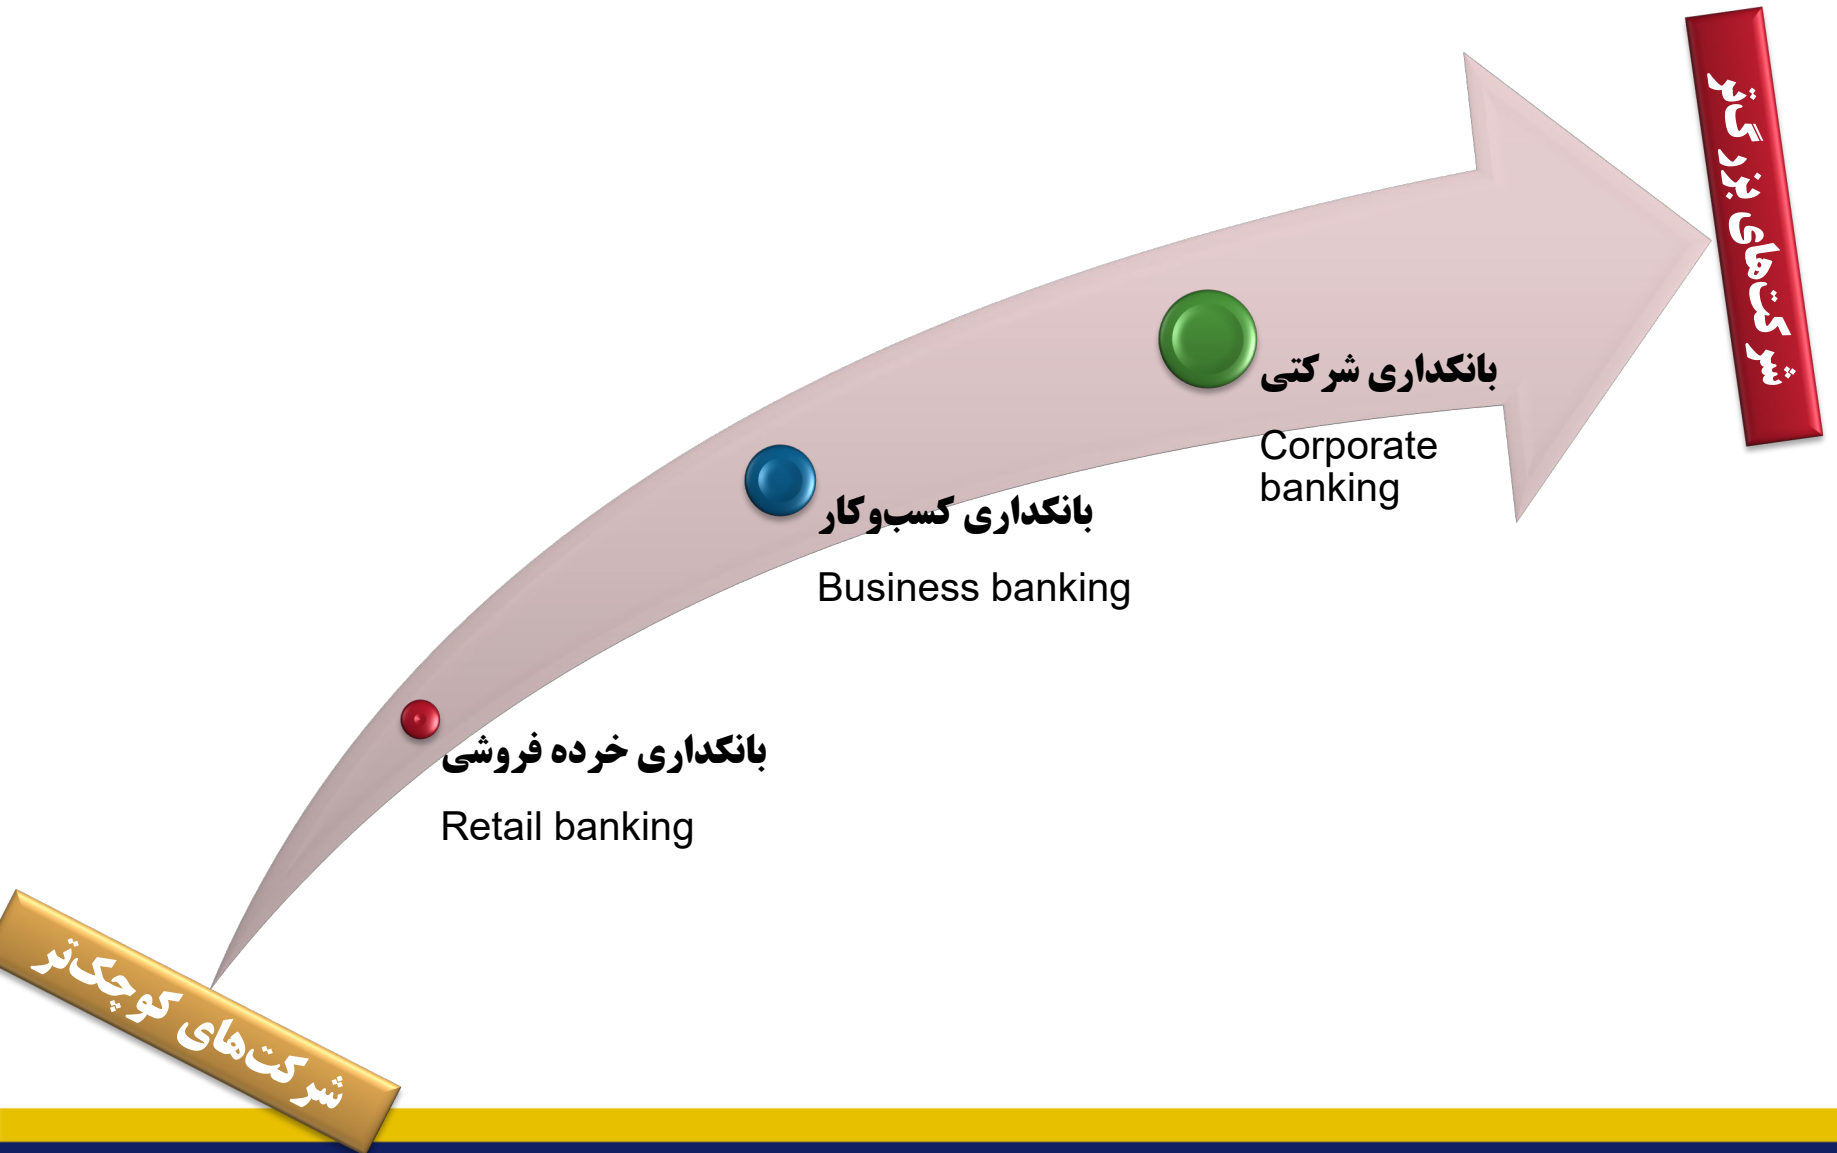 شرکت‌های بزرگ‌تر
بانکداری شرکتی
Corporate
banking
بانکداری کسب‌وکار
Business banking
بانکداری خرده فروشی
Retail banking
شرکت‌های کوچک‌تر